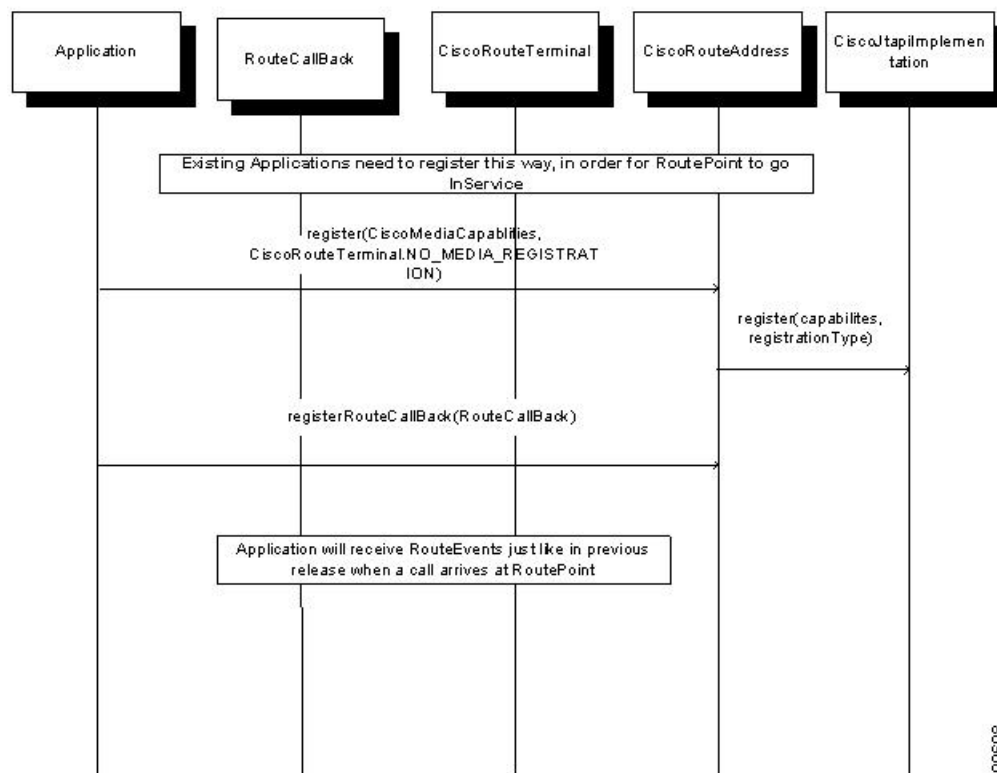 Application
RouteCallBack
CiscoRouteTerminal
CiscoRouteAddress
CiscoJtapiImplemen
tation
Existing Applications need to register this way, in order for RoutePoint to go
InService
register(CiscoMediaCapablities,
CiscoRouteTerminal.NO_MEDIA_REGISTRAT
ION)
register(capabilites,
registrationType)
registerRouteCallBack(RouteCallBack)
Application will receive RouteEvents just like in previous
release when a call arrives at RoutePoint